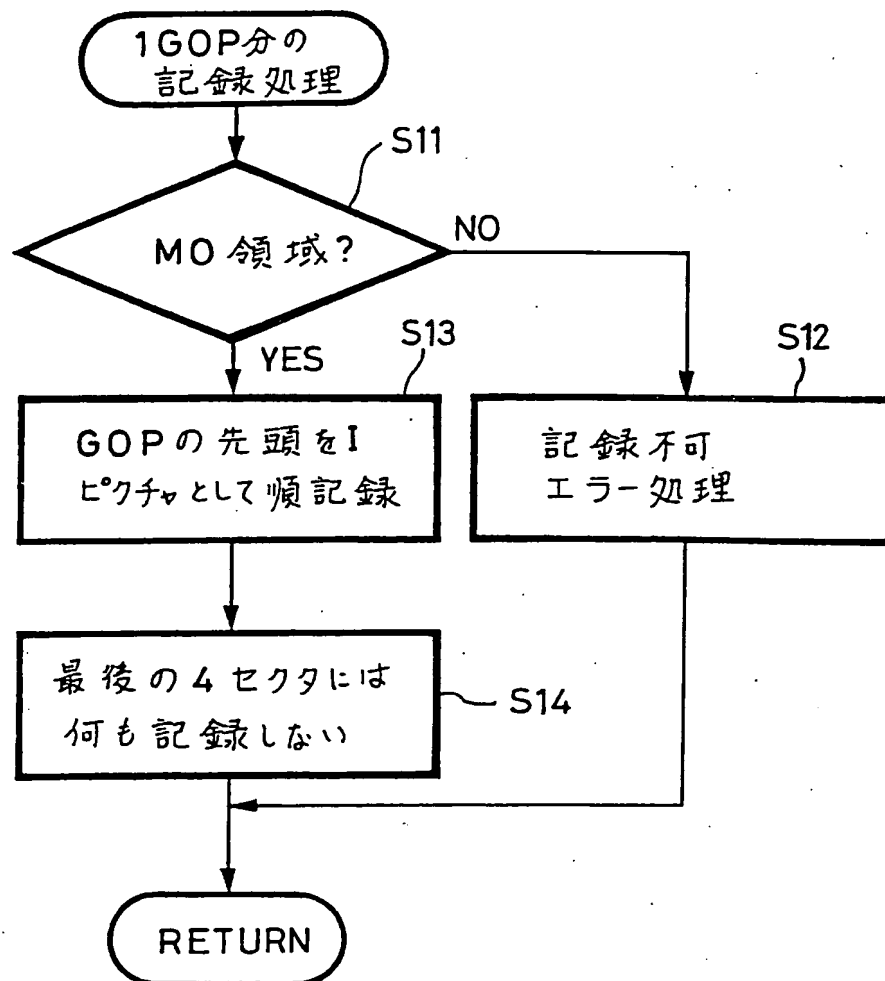 1GOP分の
記録処理
S11
MO領域?
NO
YES
S13
S12
GOPの先頭をI
ピクチャとして順記録
記録不可
エラー処理
最後の4セクタには
何も記録しない
S14
RETURN